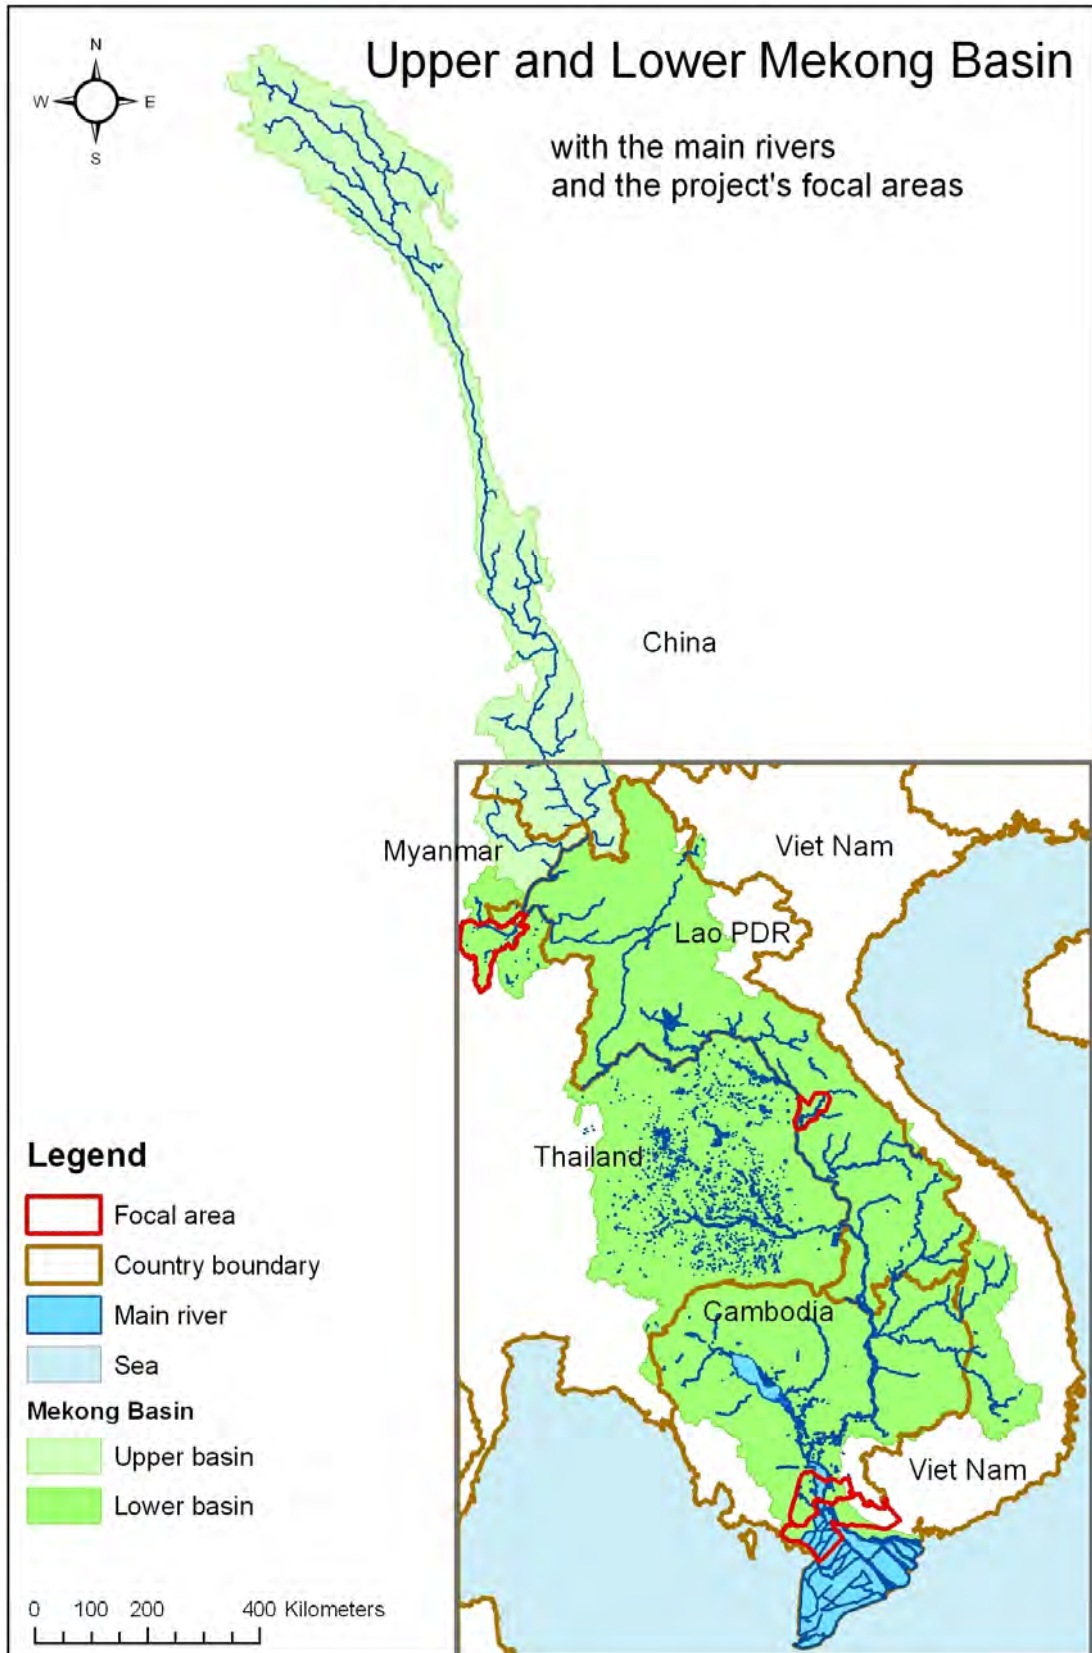 Upper and Lower Mekong Basin
with the main rivers
and the project's focal areas
N
W
E
S
China
Myanmar
Viet Nam
Lao PDR
Thailand
Cambodia
Viet Nam
Legend
Focal area
Country boundary
Main river
Sea
Mekong Basin
Upper basin
Lower basin
0 100 200 400 Kilometers